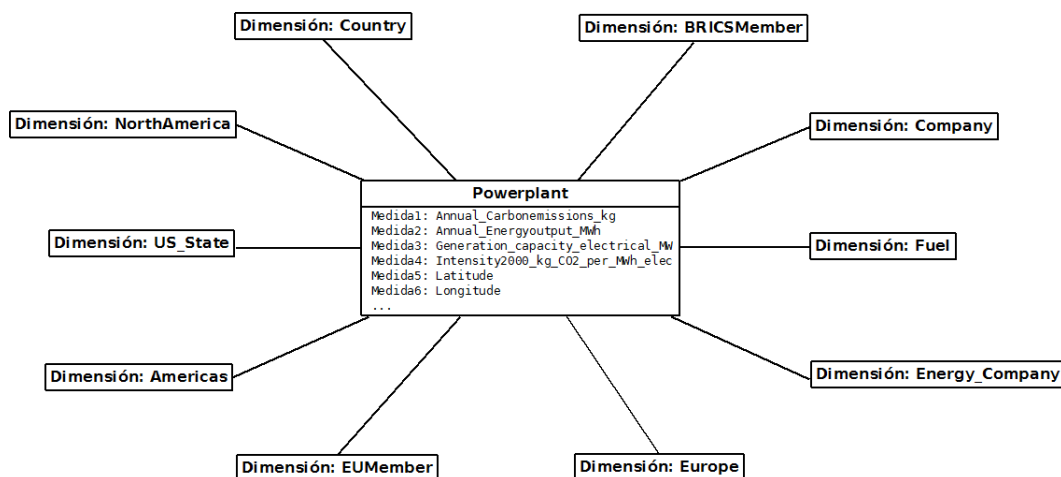 Dimensión: Country
Dimensión: BRICSMember
Dimensión: NorthAmerica
Dimensión: Company
Powerplant
Medida1: Annual_Carbonemissions_kg
Medida2: Annual_Energyoutput_MWh
Medida3: Generation_capacity_electrical_MW
Medida4: Intensity2000_kg_CO2_per_MWh_elec
Medida5: Latitude
Medida6: Longitude
...
Dimensión: US_State
Dimensión: Fuel
Dimensión: Americas
Dimensión: Energy_Company
Dimensión: EUMember
Dimensión: Europe